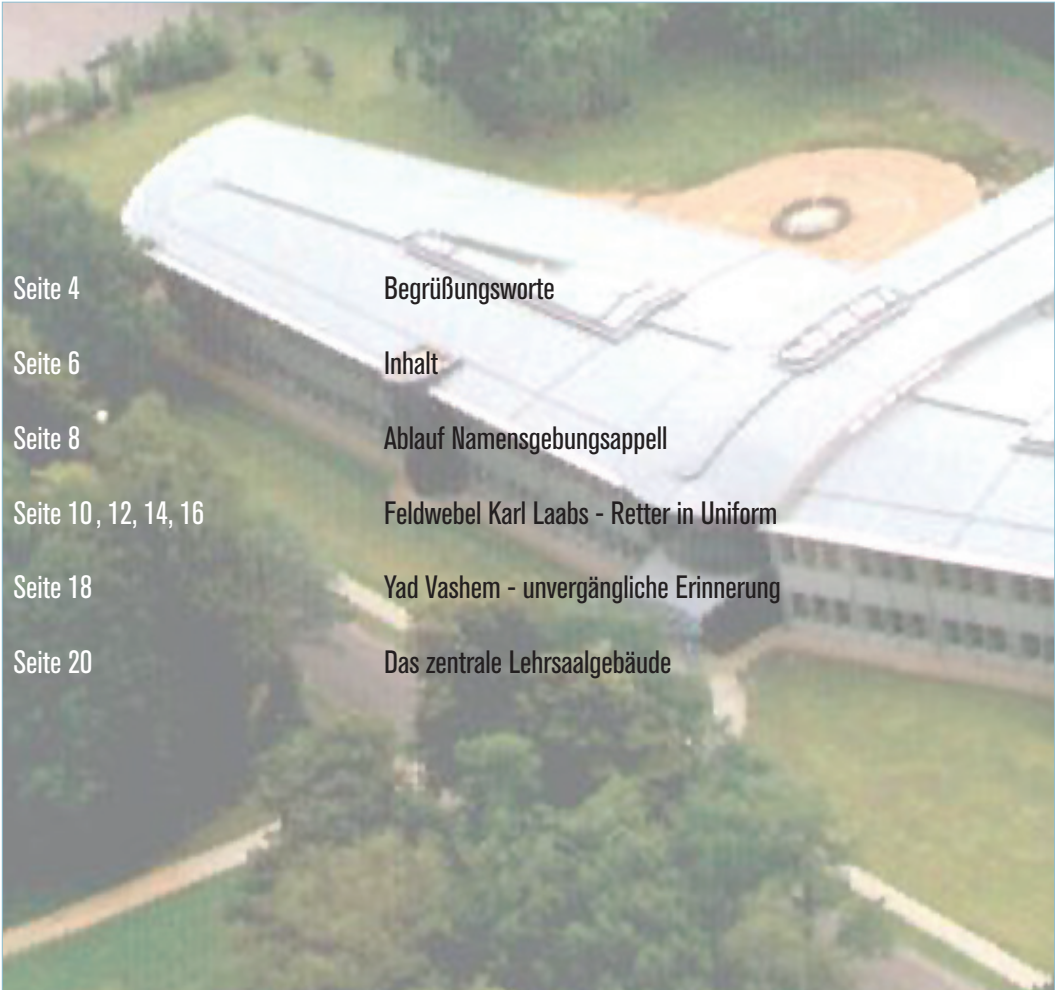 Seite 4 Begrüßungsworte
Seite 6 Inhalt
Seite 8 Ablauf Namensgebungsappell
Seite 10 , 12, 14, 16 Feldwebel Karl Laabs - Retter in Uniform
Seite 18 Yad Vashem - unvergängliche Erinnerung
Seite 20 Das zentrale Lehrsaalgebäude